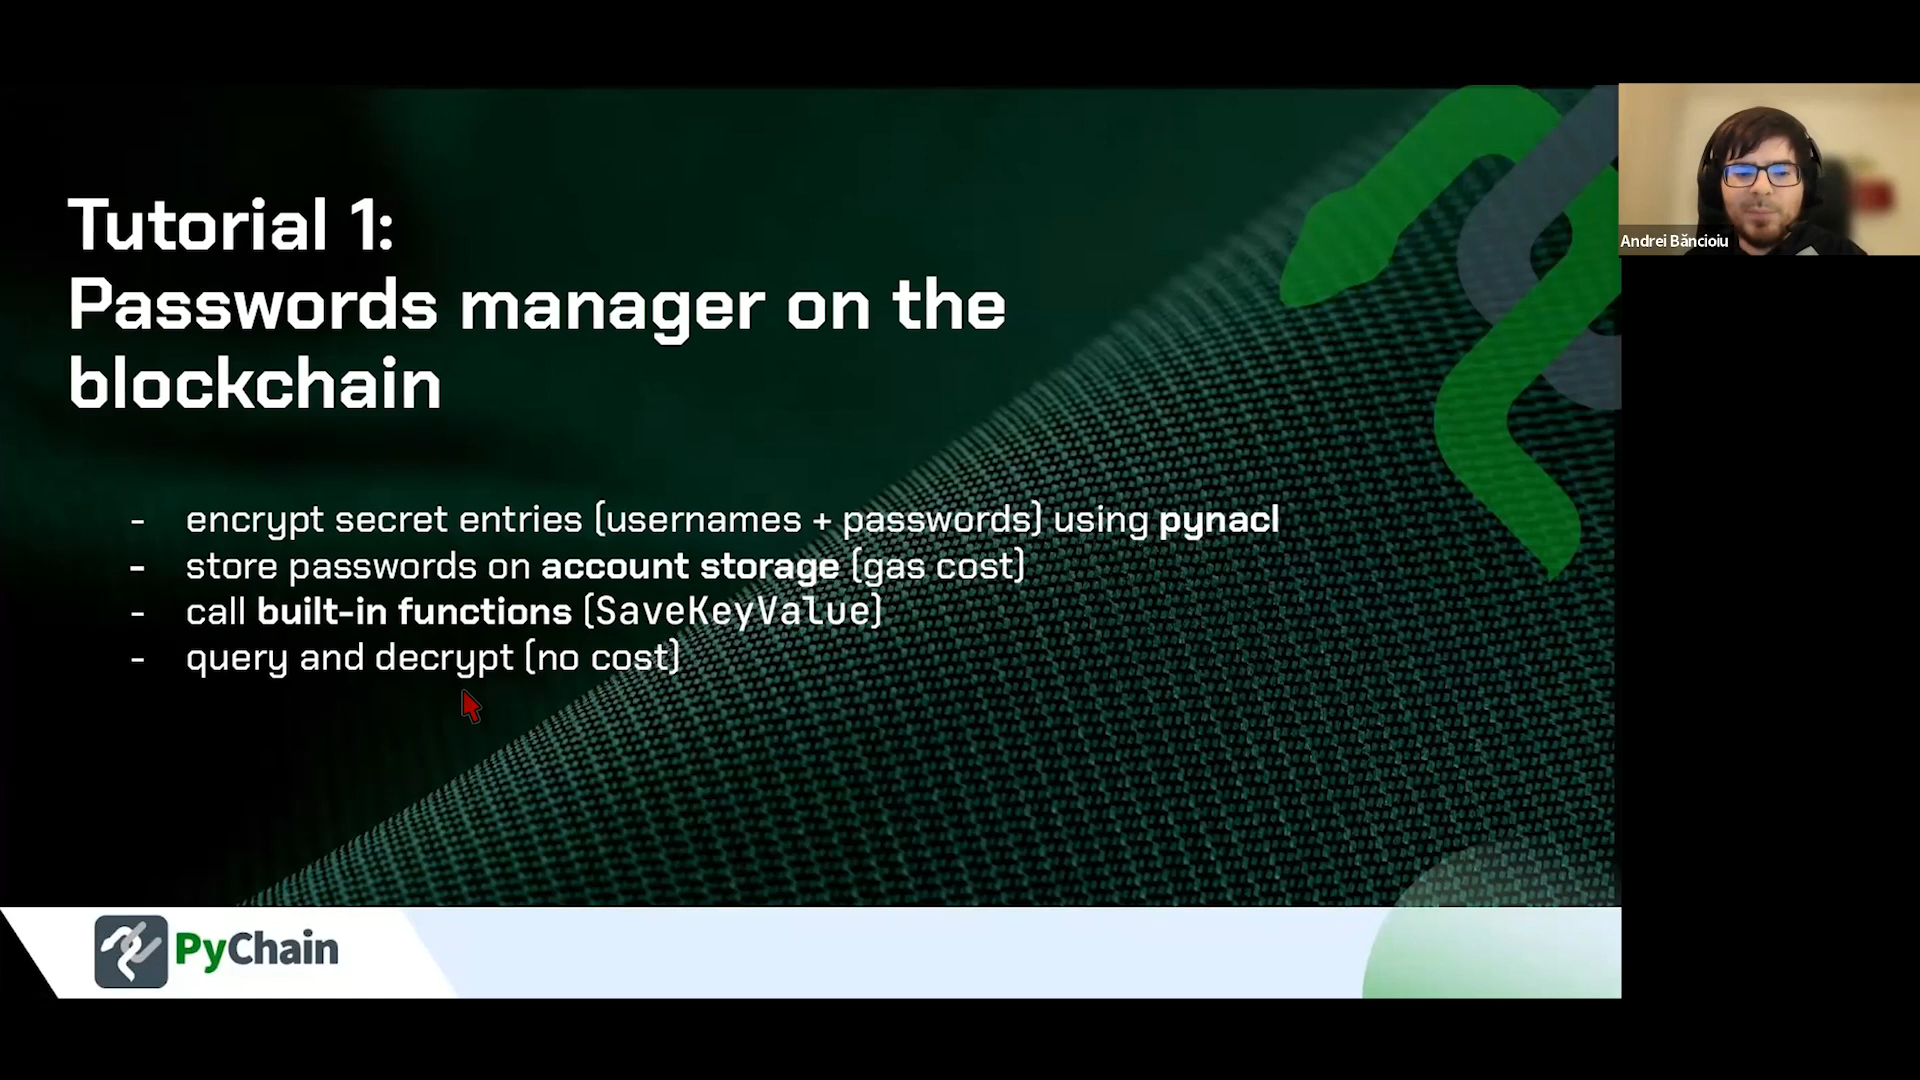 Tutorial 1:
Passwords manager on the
blockchain
- encrypt secret entries (usernames + passwords) using pynacl
- store passwords on account storage (gas cost)
- call built-in functions (SaveKeyValue)
- query and decrypt (no cost)
PyChain
Andrei Băncioiu